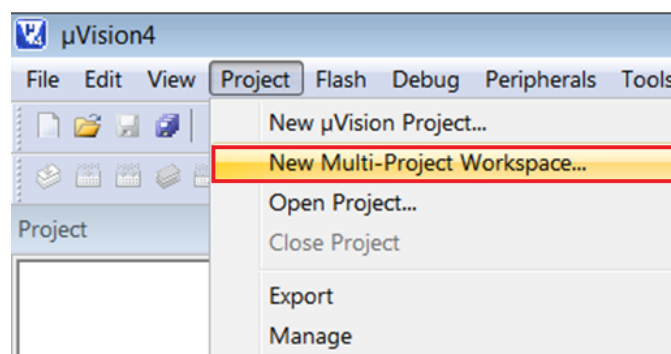 µVision4
File Edit View Project Flash Debug Peripherals Tools
New µVision Project...
New Multi-Project Workspace...
Open Project...
Project
Close Project
Export
Manage